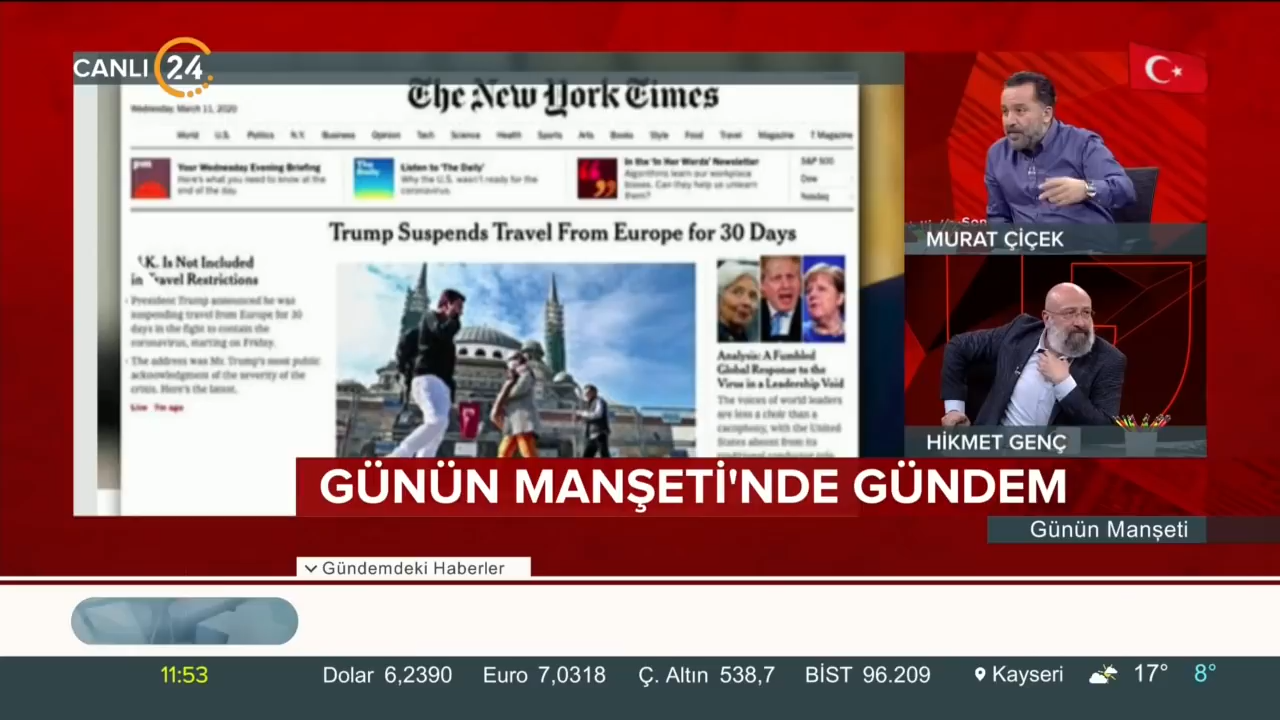 CANLI 24
The New York Times
Wednesday, March 11, 2020
World U.S. Politics N.Y. Business Opinion Tech Science Health Sports Arts Books Style Food Travel Magazine T Magazine
Your Wednesday Evening Briefing
Here's what you need to know at the
end of the day.
The Daily
Listen to 'The Daily'
Why the U.S. wasn't ready for the
coronavirus.
In the 'In Her Words' Newsletter
Algorithms learn our workplace
biases. Can they help us unlearn
them?
S&P 500
Dow
Nasdaq
Trump Suspends Travel From Europe for 30 Days
.K. Is Not Included
in Travel Restrictions
President Trump announced he was
suspending travel from Europe for 30
days in the fight to contain the
coronavirus, starting on Friday.
The address was Mr. Trump's most public
acknowledgment of the severity of the
crisis. Here's the latest.
Live 7m ago
Analysis: A Fumbled
Global Response to the
Virus in a Leadership Void
The voices of world leaders
are less a choir than a
cacophony, with the United
States absent from its
Son
MURAT ÇİÇEK
HİKMET GENÇ
GÜNÜN MANŞETİ'NDE GÜNDEM
Günün Manşeti
Gündemdeki Haberler
11:53 Dolar 6,2390 Euro 7,0318 Ç. Altın 538,7 BİST 96.209 Kayseri 17° 8°